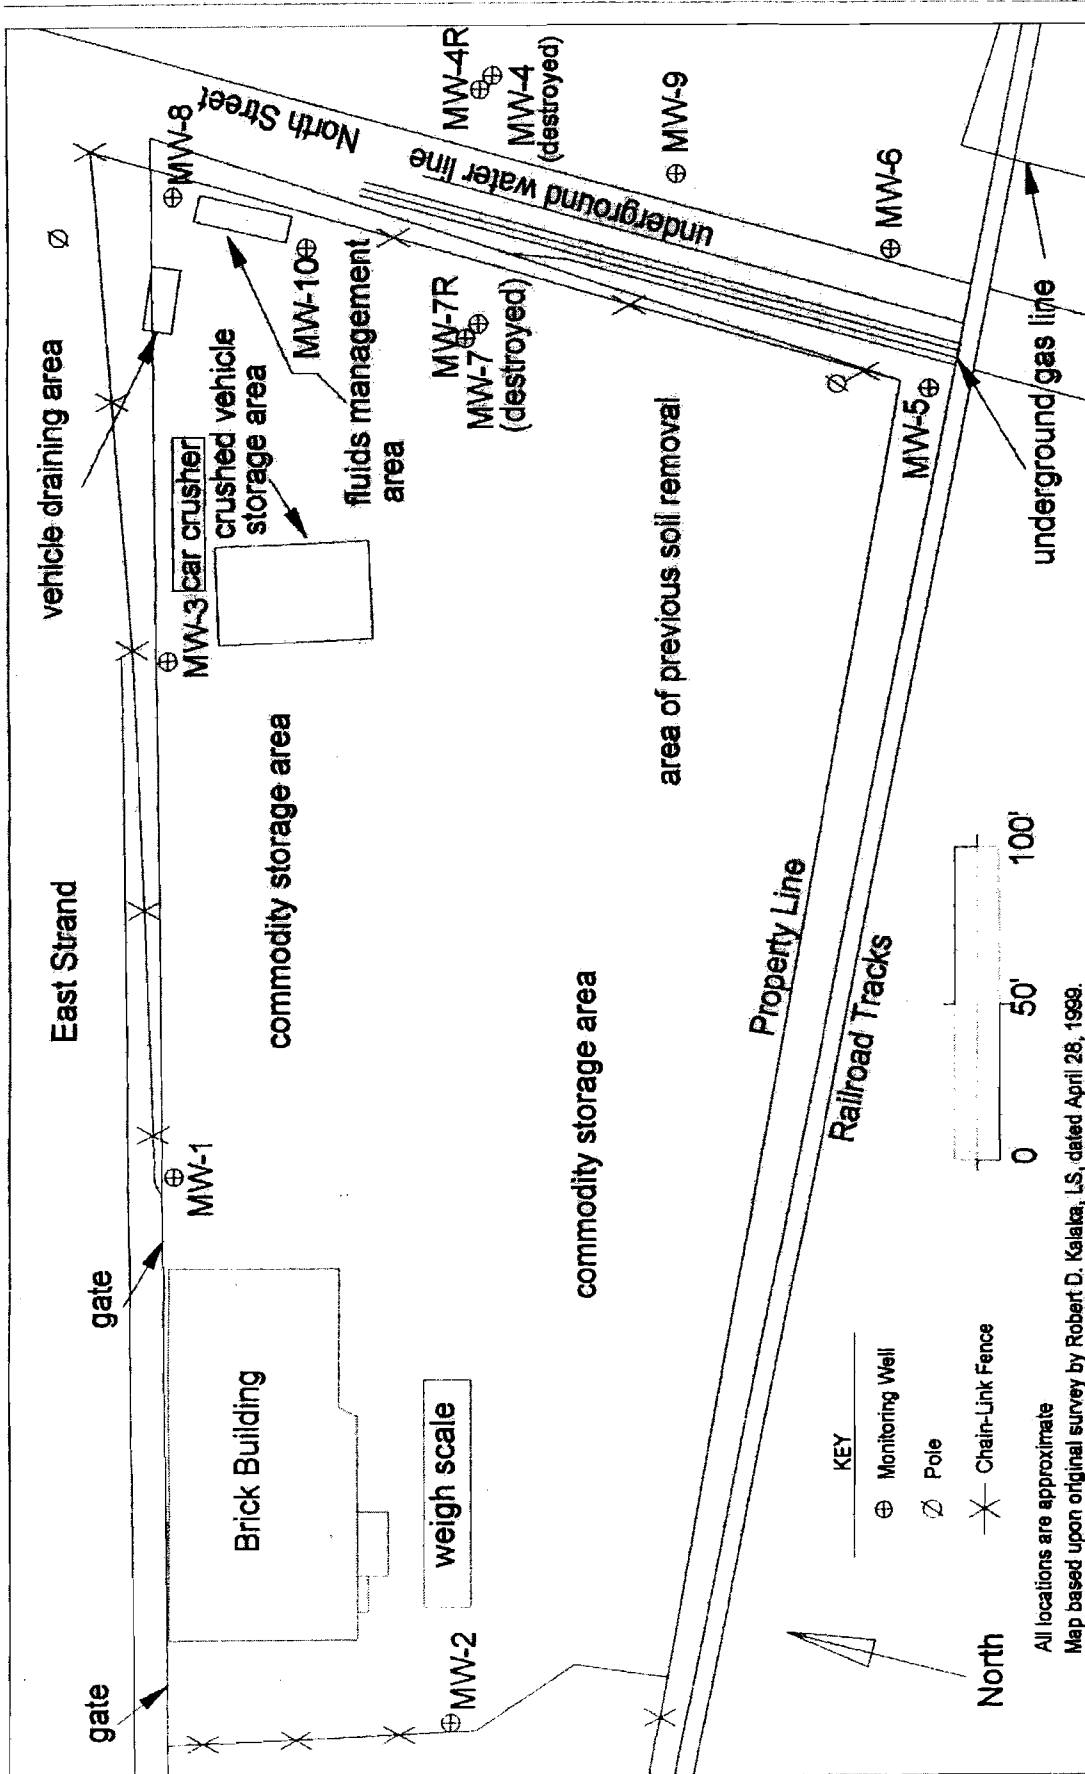 East Strand
gate
gate
vehicle draining area
MW-8
North Street
MW-4R
MW-4
(destroyed)
MW-9
MW-6
underground water line
MW-10
fluids management
area
MW-7R
MW-7
(destroyed)
MW-3
car crusher
crushed vehicle
storage area
MW-1
Brick Building
weigh scale
MW-2
commodity storage area
commodity storage area
area of previous soil removal
MW-5
underground gas line
Property Line
Railroad Tracks
KEY
Monitoring Well
Pole
Chain-Link Fence
North
0
50'
100'
All locations are approximate
Map based upon original survey by Robert D. Kalaka, LS, dated April 28, 1999.